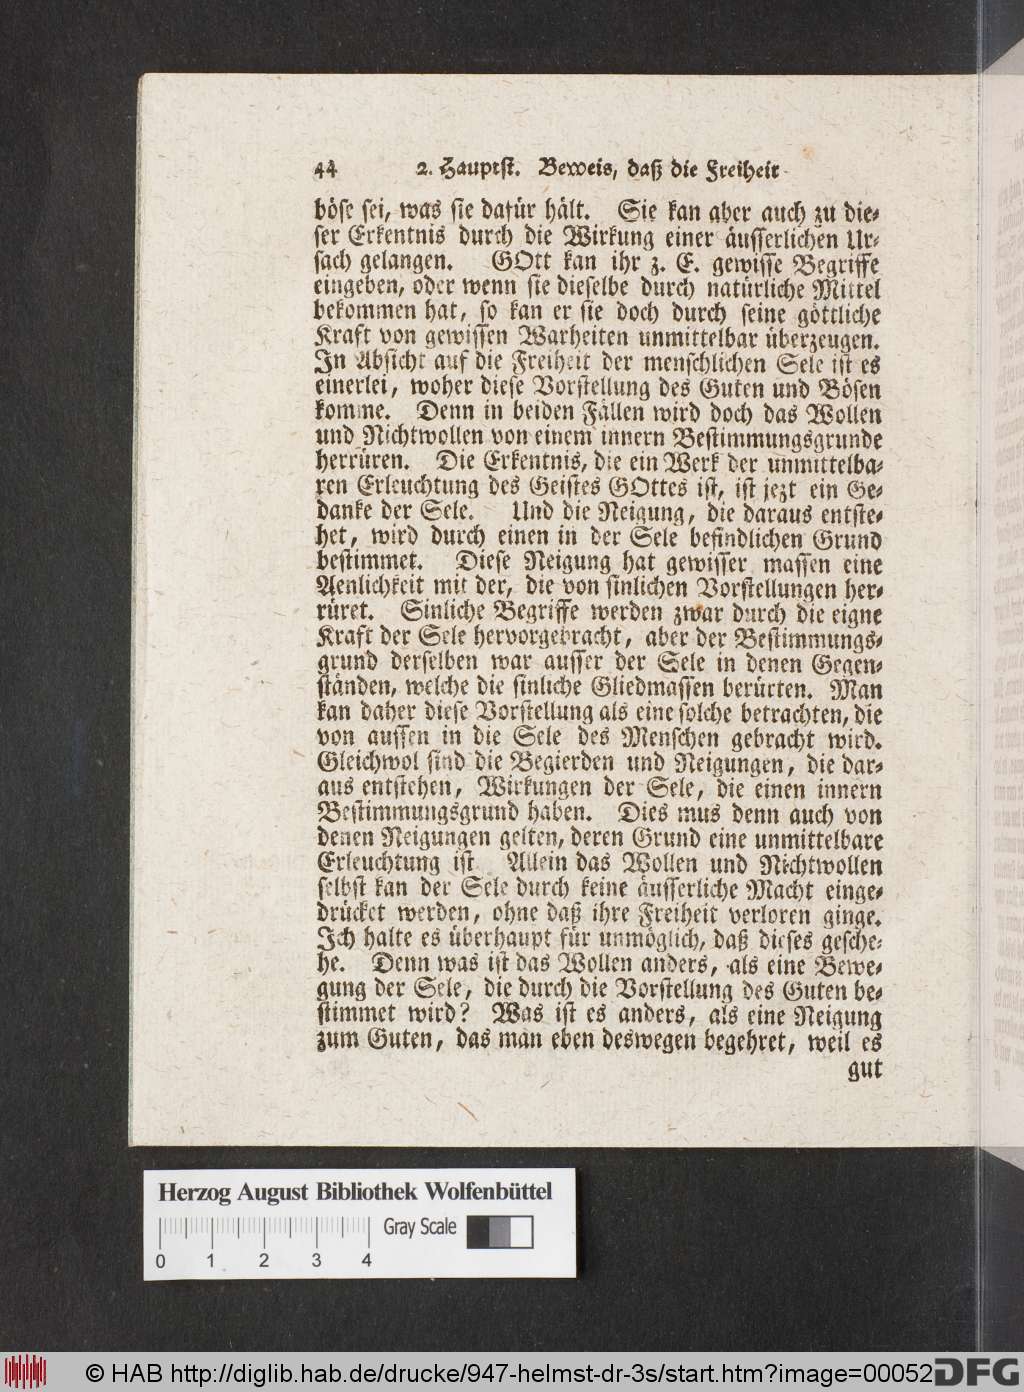 44 2. Hauptst. Beweis, daß die Freiheit
böse sei, was sie dafür hält. Sie kan aber auch zu die-
ser Erkentnis durch die Wirkung einer äusserlichen Ur-
sach gelangen. GOtt kan ihr z. E. gewisse Begriffe
eingeben, oder wenn sie dieselbe durch natürliche Mittel
bekommen hat, so kan er sie doch durch seine göttliche
Kraft von gewissen Warheiten unmittelbar überzeugen.
In Absicht auf die Freiheit der menschlichen Sele ist es
einerlei, woher diese Vorstellung des Guten und Bösen
komme. Denn in beiden Fällen wird doch das Wollen
und Nichtwollen von einem innern Bestimmungsgrunde
herrüren. Die Erkentnis, die ein Werk der unmittelba-
ren Erleuchtung des Geistes GOttes ist, ist jezt ein Ge-
danke der Sele. Und die Neigung, die daraus entste-
het, wird durch einen in der Sele befindlichen Grund
bestimmet. Diese Neigung hat gewisser massen eine
Aenlichkeit mit der, die von sinlichen Vorstellungen her-
rüret. Sinliche Begriffe werden zwar durch die eigne
Kraft der Sele hervorgebracht, aber der Bestimmungs-
grund derselben war ausser der Sele in denen Gegen-
ständen, welche die sinliche Gliedmassen berürten. Man
kan daher diese Vorstellung als eine solche betrachten, die
von aussen in die Sele des Menschen gebracht wird.
Gleichwol sind die Begierden und Neigungen, die dar-
aus entstehen, Wirkungen der Sele, die einen innern
Bestimmungsgrund haben. Dies mus denn auch von
denen Neigungen gelten, deren Grund eine unmittelbare
Erleuchtung ist. Allein das Wollen und Nichtwollen
selbst kan der Sele durch keine äusserliche Macht einge-
drücket werden, ohne daß ihre Freiheit verloren ginge.
Ich halte es überhaupt für unmöglich, daß dieses gesche-
he. Denn was ist das Wollen anders, als eine Bewe-
gung der Sele, die durch die Vorstellung des Guten be-
stimmet wird? Was ist es anders, als eine Neigung
zum Guten, das man eben deswegen begehret, weil es
gut
Herzog August Bibliothek Wolfenbüttel
Gray Scale
0 1 2 3 4
© HAB http://diglib.hab.de/drucke/947-helmst-dr-3s/start.htm?image=00052
DFG